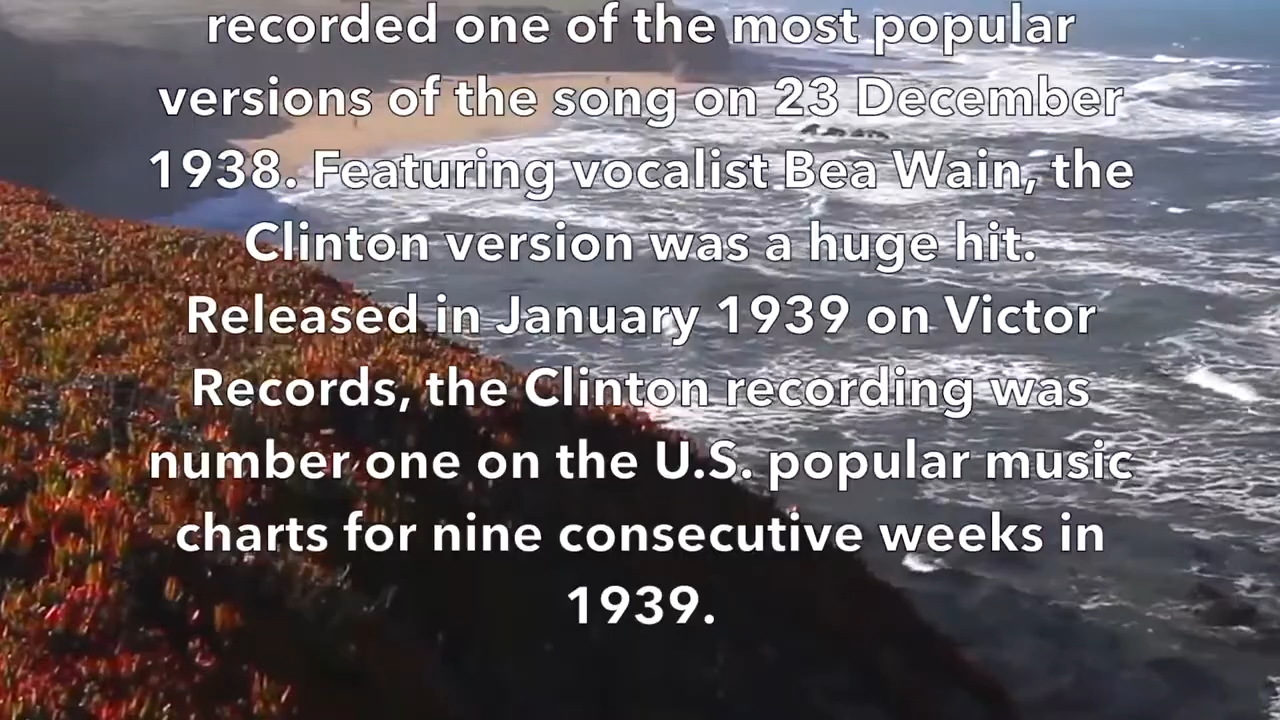 recorded one of the most popular
versions of the song on 23 December
1938. Featuring vocalist Bea Wain, the
Clinton version was a huge hit.
Released in January 1939 on Victor
Records, the Clinton recording was
number one on the U.S. popular music
charts for nine consecutive weeks in
1939.